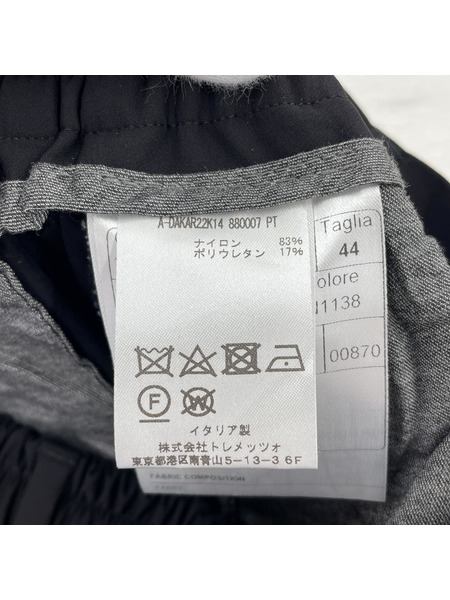 A-DAKAR22K14 880007 PT
ナイロン 83%
ポリウレタン 17%
F
W
イタリア製
株式会社トレメッツォ
東京都港区南青山5-13-3 6F
Taglia
44
olore
1138
00870
FABRIC COMPOSITION